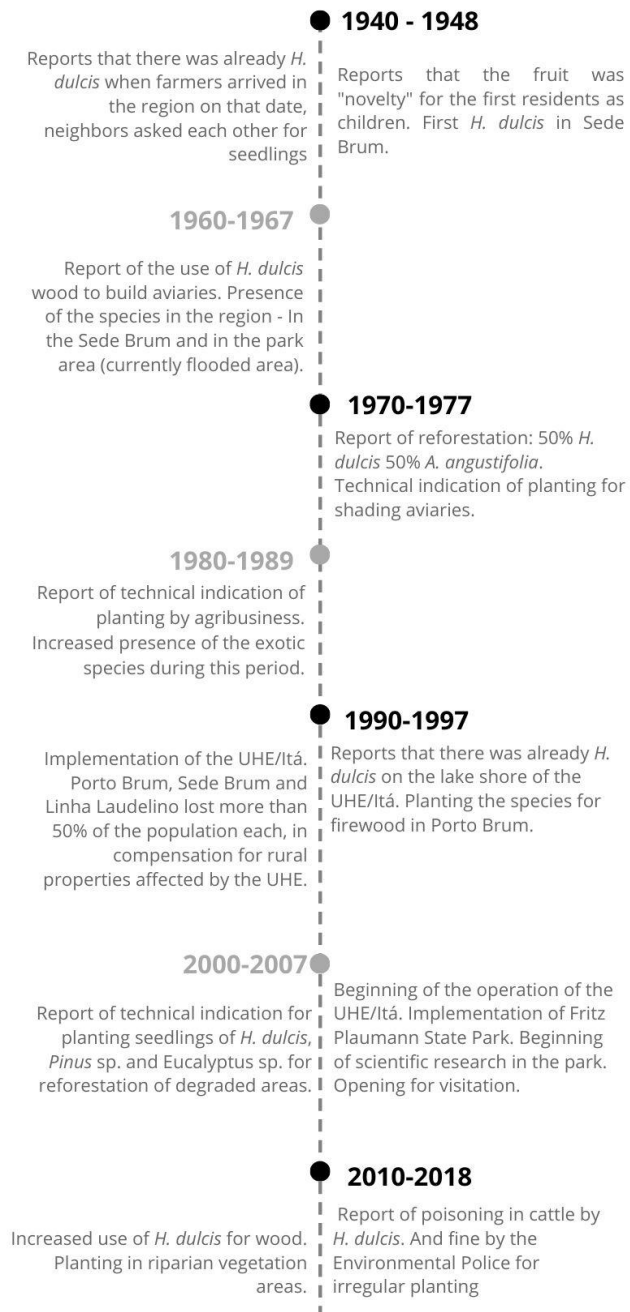 1940 - 1948
Reports that there was already H.
dulcis when farmers arrived in
the region on that date,
neighbors asked each other for
seedlings
Reports that the fruit was
"novelty" for the first residents as
children. First H. dulcis in Sede
Brum.
1960-1967
Report of the use of H. dulcis
wood to build aviaries. Presence
of the species in the region - In
the Sede Brum and in the park
area (currently flooded area).
1970-1977
Report of reforestation: 50% H.
dulcis 50% A. angustifolia.
Technical indication of planting for
shading aviaries.
1980-1989
Report of technical indication of
planting by agribusiness.
Increased presence of the exotic
species during this period.
1990-1997
Implementation of the UHE/Itá.
Porto Brum, Sede Brum and
Linha Laudelino lost more than
50% of the population each, in
compensation for rural
properties affected by the UHE.
Reports that there was already H.
dulcis on the lake shore of the
UHE/Itá. Planting the species for
firewood in Porto Brum.
2000-2007
Report of technical indication for
planting seedlings of H. dulcis,
Pinus sp. and Eucalyptus sp. for
reforestation of degraded areas.
Beginning of the operation of the
UHE/Itá. Implementation of Fritz
Plaumann State Park. Beginning
of scientific research in the park.
Opening for visitation.
2010-2018
Increased use of H. dulcis for wood.
Planting in riparian vegetation
areas.
Report of poisoning in cattle by
H. dulcis. And fine by the
Environmental Police for
irregular planting